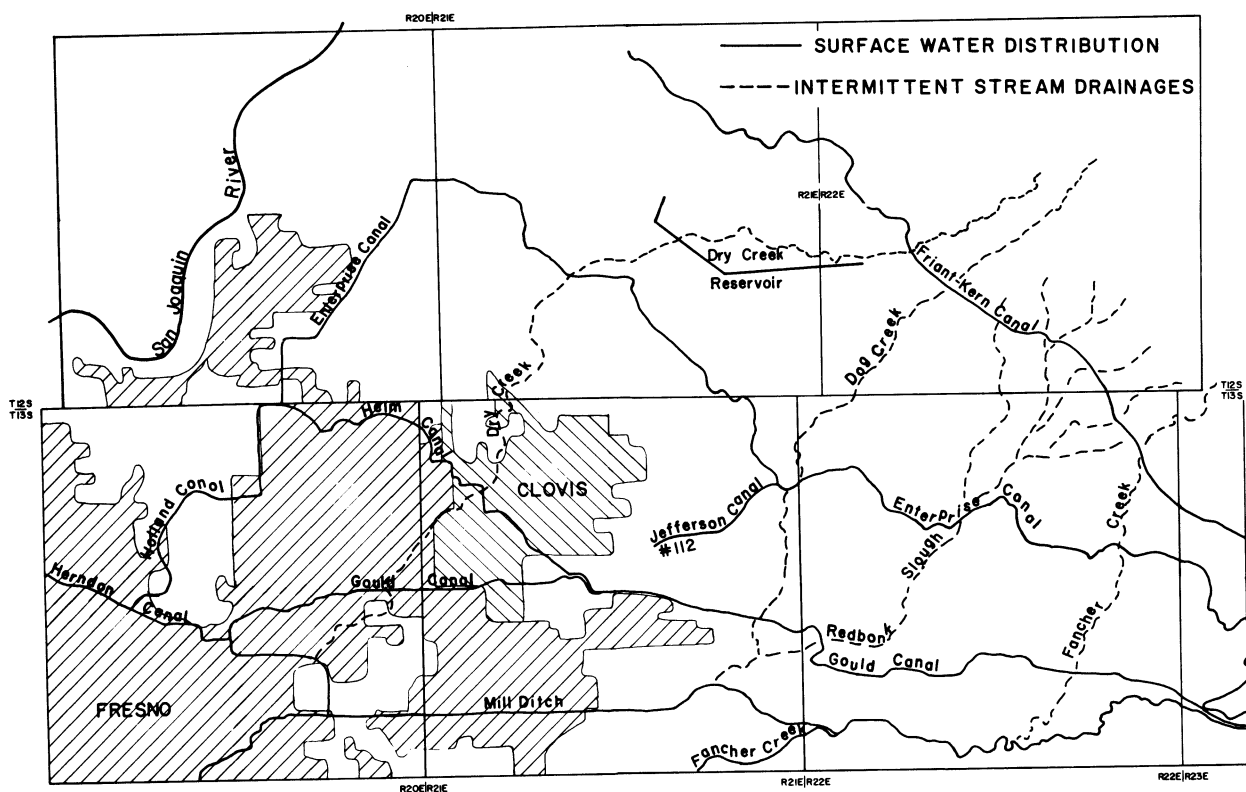 R20E|R21E
SURFACE WATER DISTRIBUTION
INTERMITTENT STREAM DRAINAGES
San Joaquin River
Enterprise Canal
R21E|R22E
Dry Creek
Reservoir
Friant-Kern Canal
Dog Creek
Dry Creek
T12S
T13S
T12S
T13S
Helm Canal
CLOVIS
Holland Canal
Jefferson Canal
#112
Enterprise Canal
Herndon Canal
Gould Canal
Redbank Slough
Fancher Creek
Gould Canal
FRESNO
Mill Ditch
Fancher Creek
R20E|R21E
R21E|R22E
R22E|R23E